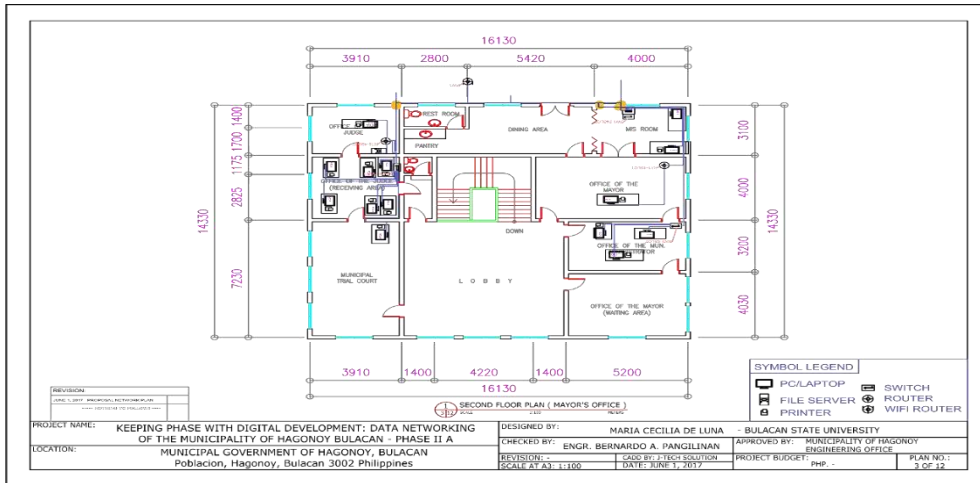 16130
3910 2800 5420 4000
1400
1700
1175
2825
7230
14330
3100
4000
3200
4030
14330
OFFICE
JUDGE
REST ROOM
PANTRY
DINING AREA
MIS ROOM
OFFICE OF THE JUDGE
(RECEIVING AREA)
OFFICE OF THE
MAYOR
DOWN
OFFICE OF THE MUN.
MUNICIPAL
TRIAL COURT
L O B B Y
OFFICE OF THE MAYOR
(WAITING AREA)
3910 1400 4220 1400 5200
16130
SECOND FLOOR PLAN ( MAYOR'S OFFICE )
SYMBOL LEGEND
PC/LAPTOP
FILE SERVER
PRINTER
SWITCH
ROUTER
WIFI ROUTER
REVISION
PROJECT NAME:
KEEPING PHASE WITH DIGITAL DEVELOPMENT: DATA NETWORKING
OF THE MUNICIPALITY OF HAGONOY BULACAN - PHASE II A
LOCATION:
MUNICIPAL GOVERNMENT OF HAGONOY, BULACAN
Poblacion, Hagonoy, Bulacan 3002 Philippines
DESIGNED BY: MARIA CECILIA DE LUNA - BULACAN STATE UNIVERSITY
CHECKED BY: ENGR. BERNARDO A. PANGILINAN
APPROVED BY: MUNICIPALITY OF HAGONOY
ENGINEERING OFFICE
REVISION: -
CADD BY: J-TECH SOLUTION
SCALE AT A3: 1:100
DATE: JUNE 1, 2017
PROJECT BUDGET:
PHP. -
PLAN NO.:
3 OF 12